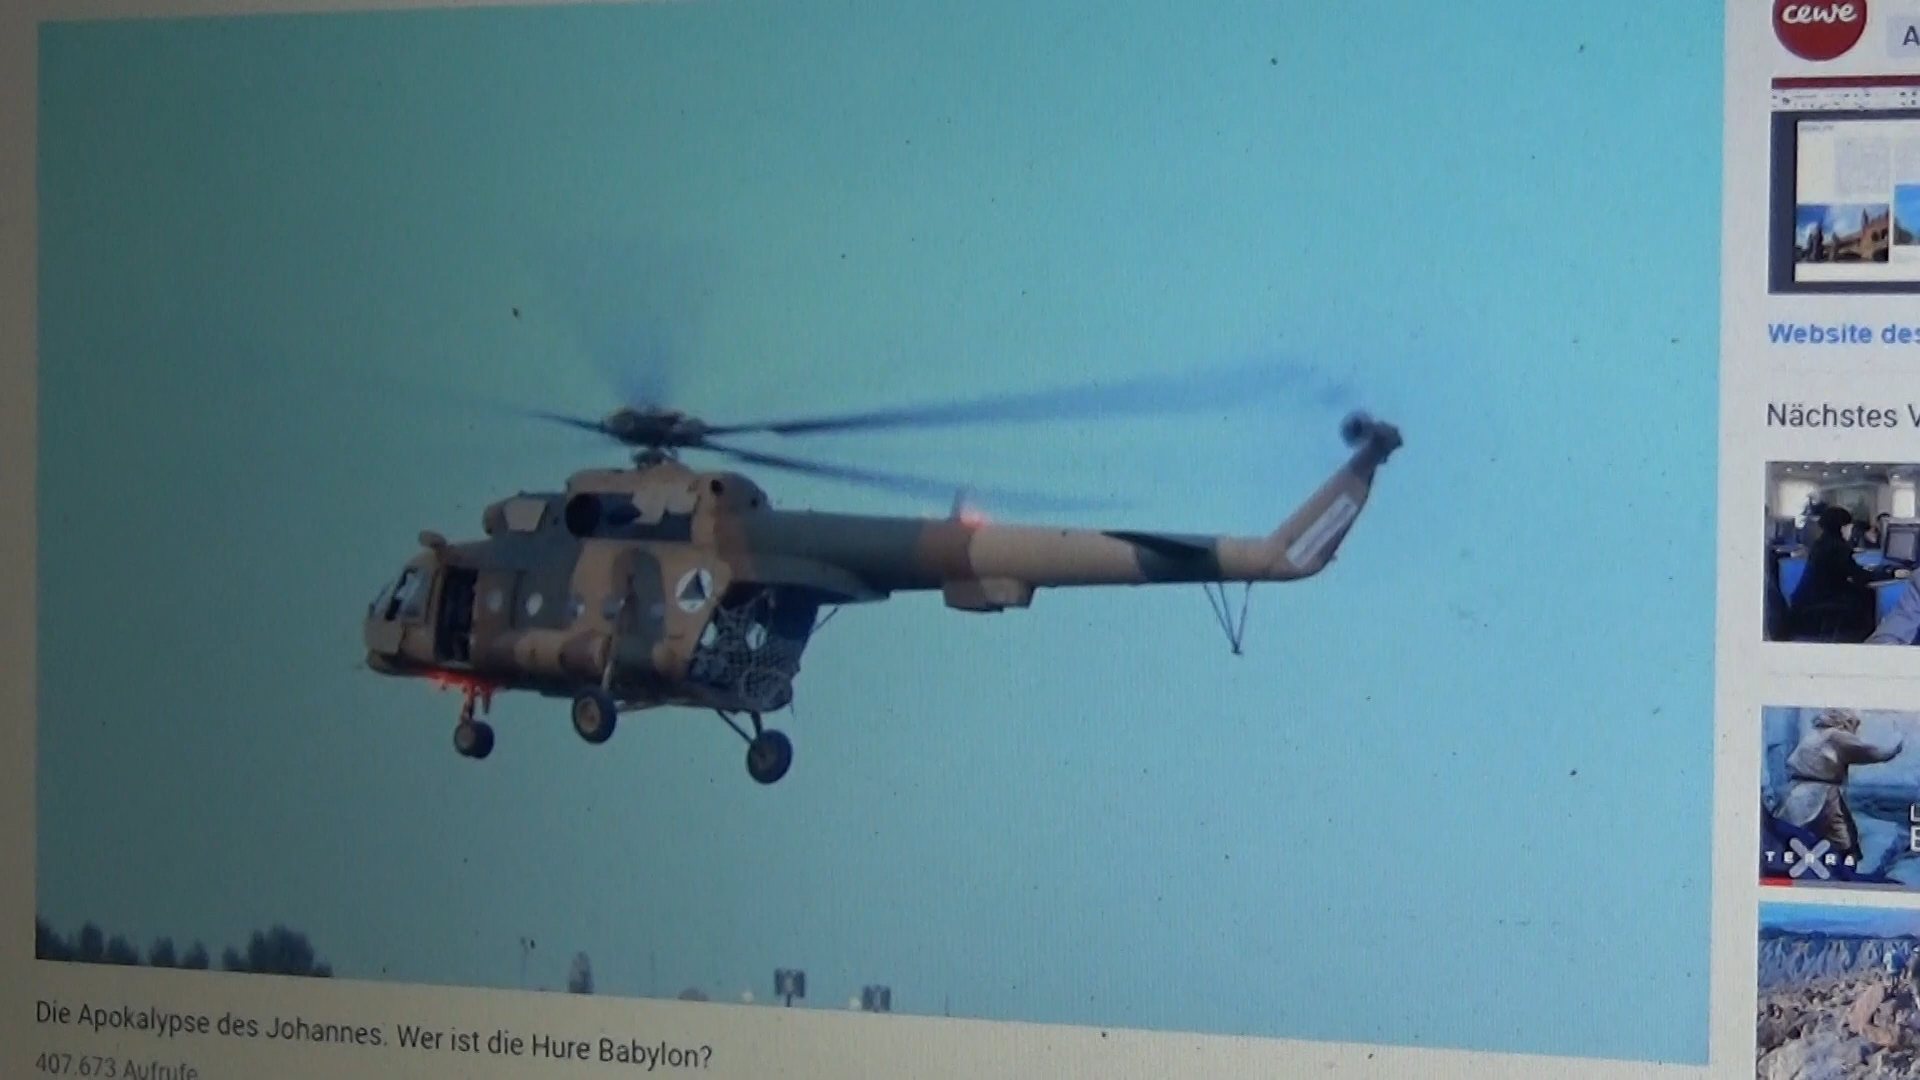 cewe
A
Website des
Nächstes V
TERRA
Die Apokalypse des Johannes. Wer ist die Hure Babylon?
407.673 Aufrufe